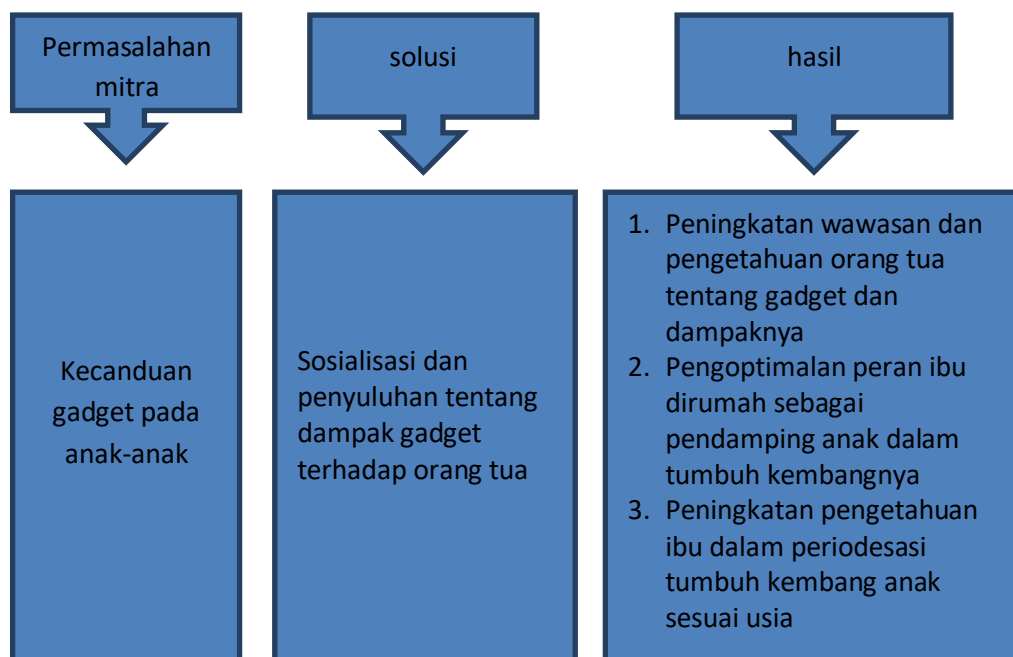 Permasalahan
mitra
solusi
hasil
Kecanduan
gadget pada
anak-anak
Sosialisasi dan
penyuluhan tentang
dampak gadget
terhadap orang tua
1. Peningkatan wawasan dan
pengetahuan orang tua
tentang gadget dan
dampaknya
2. Pengoptimalan peran ibu
dirumah sebagai
pendamping anak dalam
tumbuh kembangnya
3. Peningkatan pengetahuan
ibu dalam periodesasi
tumbuh kembang anak
sesuai usia